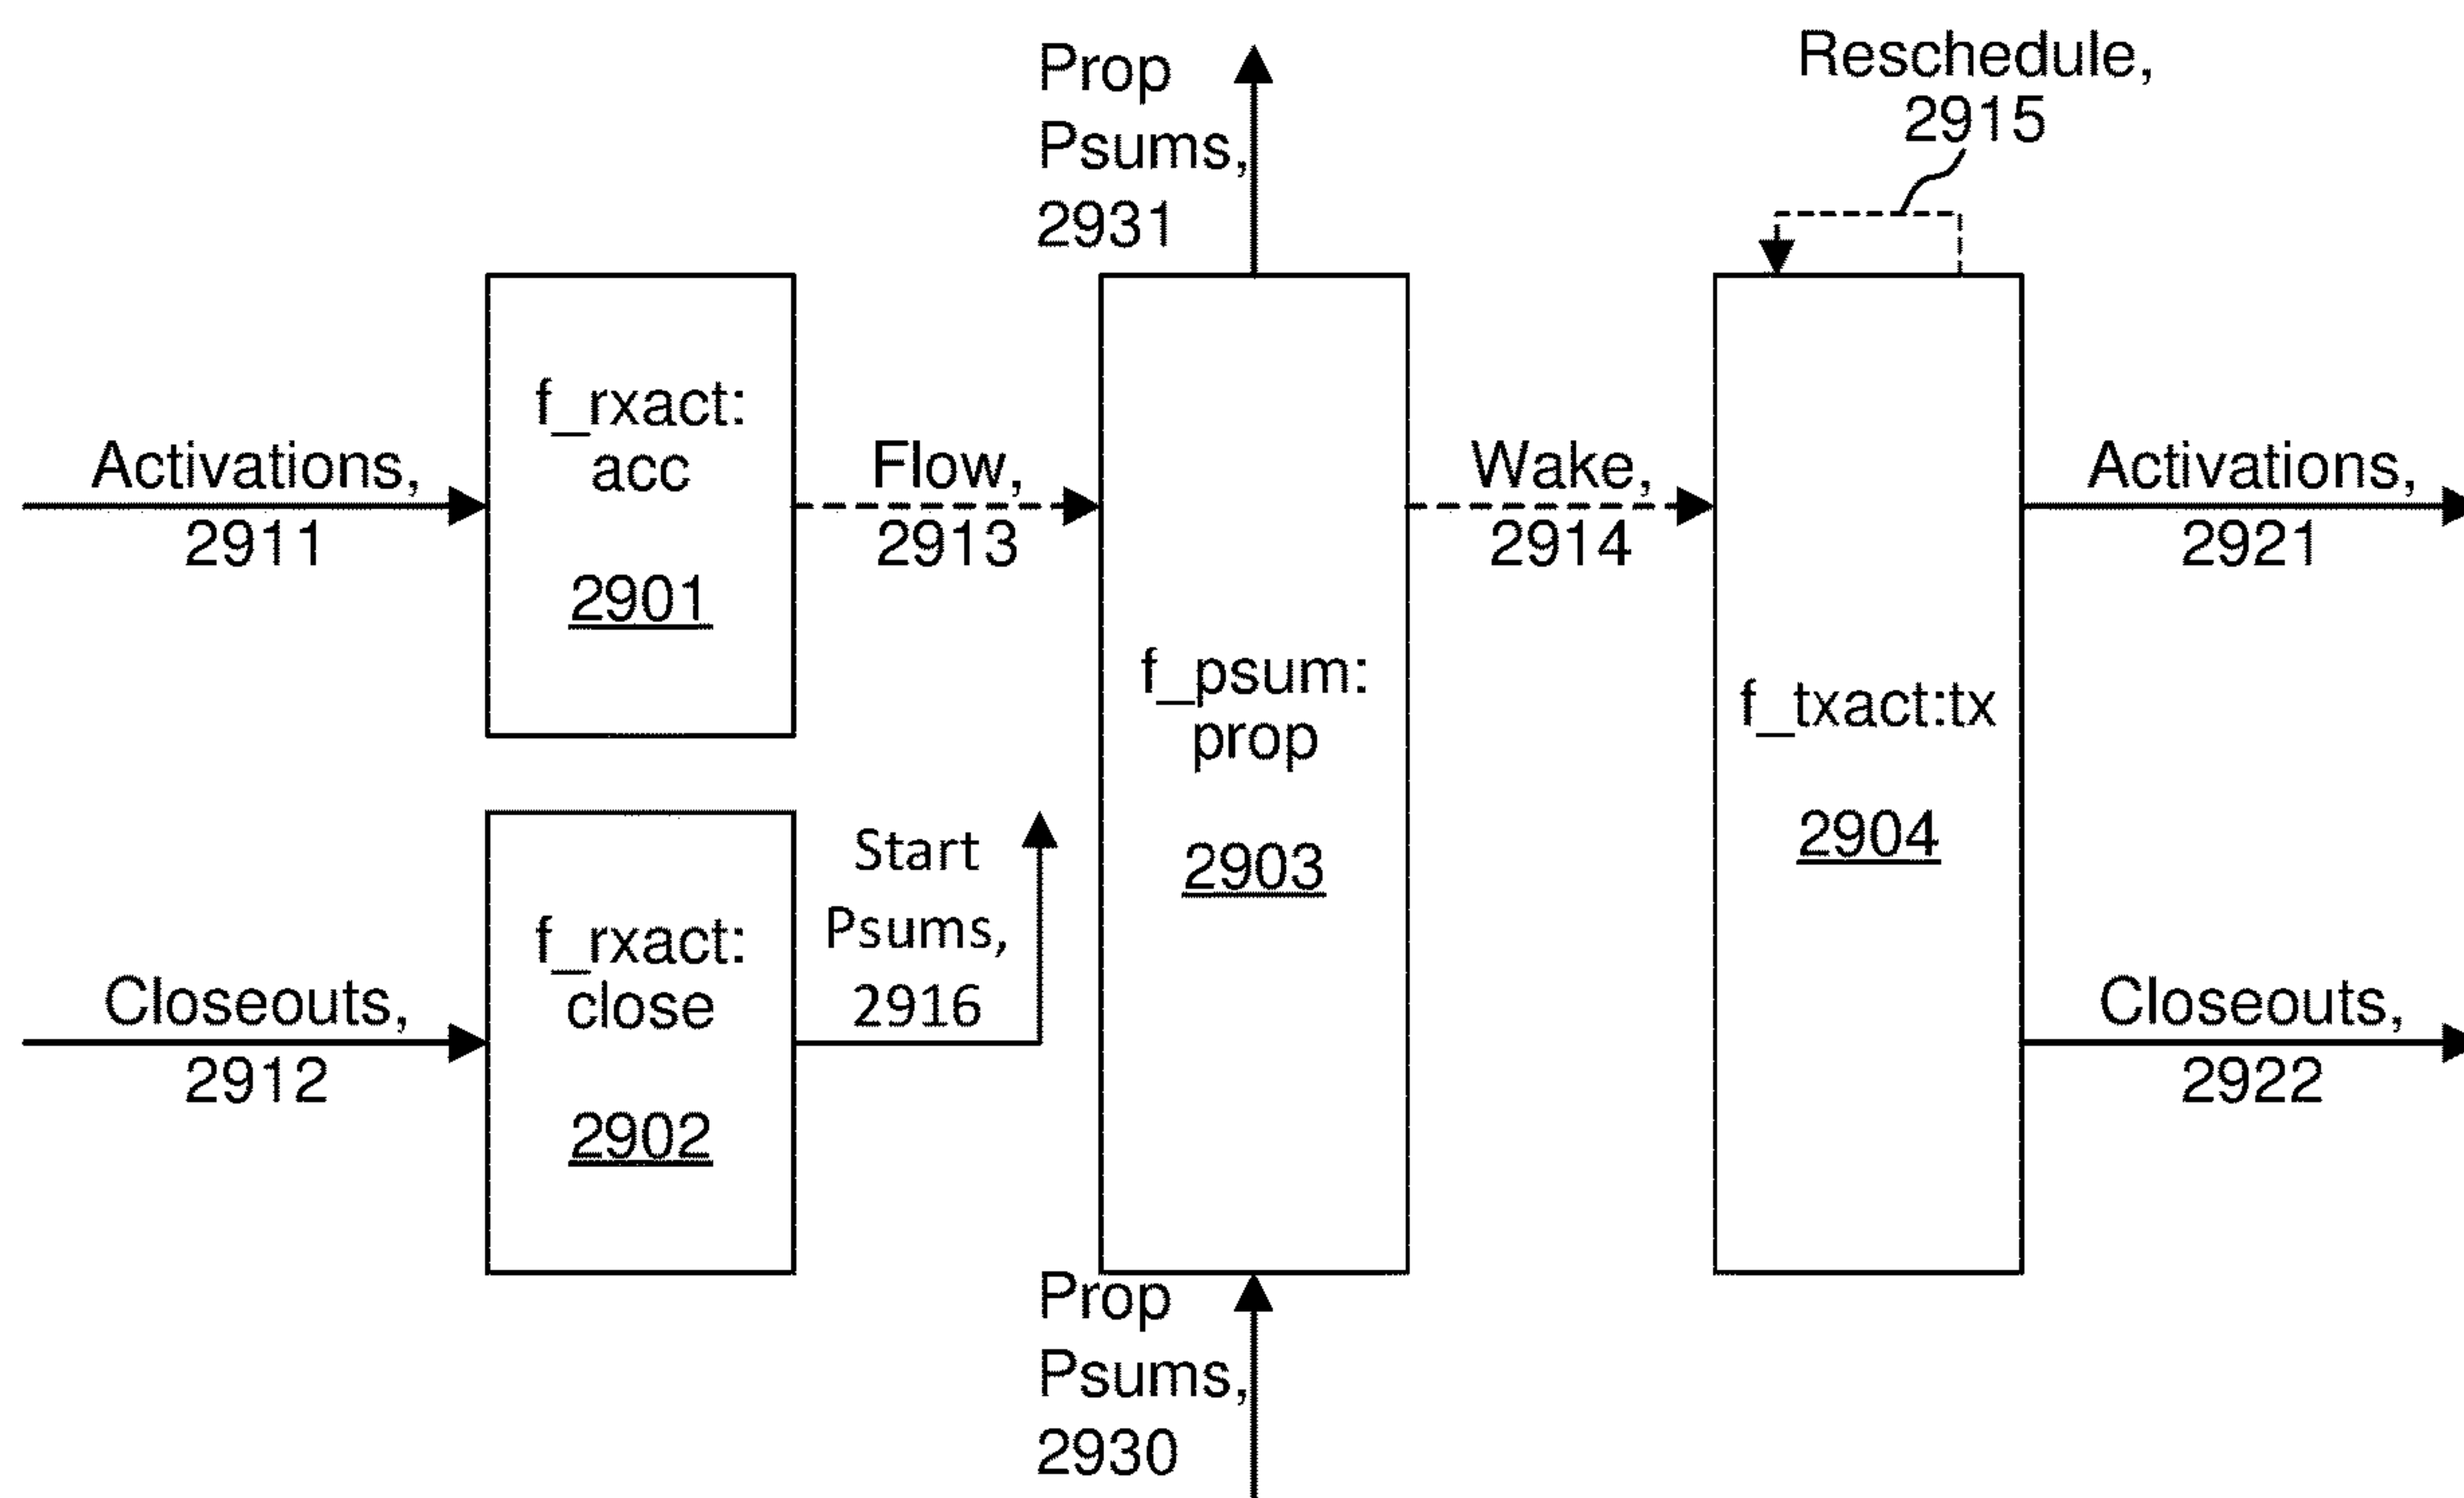 Prop
Psums,
2931
Reschedule,
2915
Activations,
2911
f_rxact:
acc
2901
Flow,
2913
f_psum:
prop
2903
Wake,
2914
f_txact:tx
2904
Activations,
2921
Closeouts,
2912
f_rxact:
close
2902
Start
Psums,
2916
Closeouts,
2922
Prop
Psums,
2930